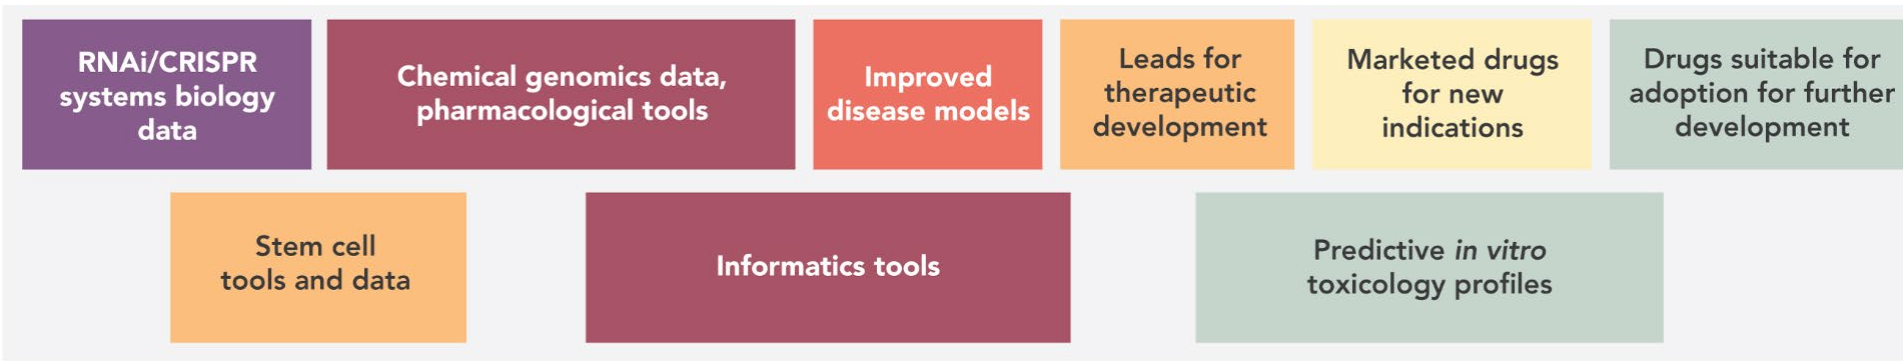 RNAi/CRISPR
systems biology
data
Chemical genomics data,
pharmacological tools
Improved
disease models
Leads for
therapeutic
development
Marketed drugs
for new
indications
Drugs suitable for
adoption for further
development
Stem cell
tools and data
Informatics tools
Predictive in vitro
toxicology profiles